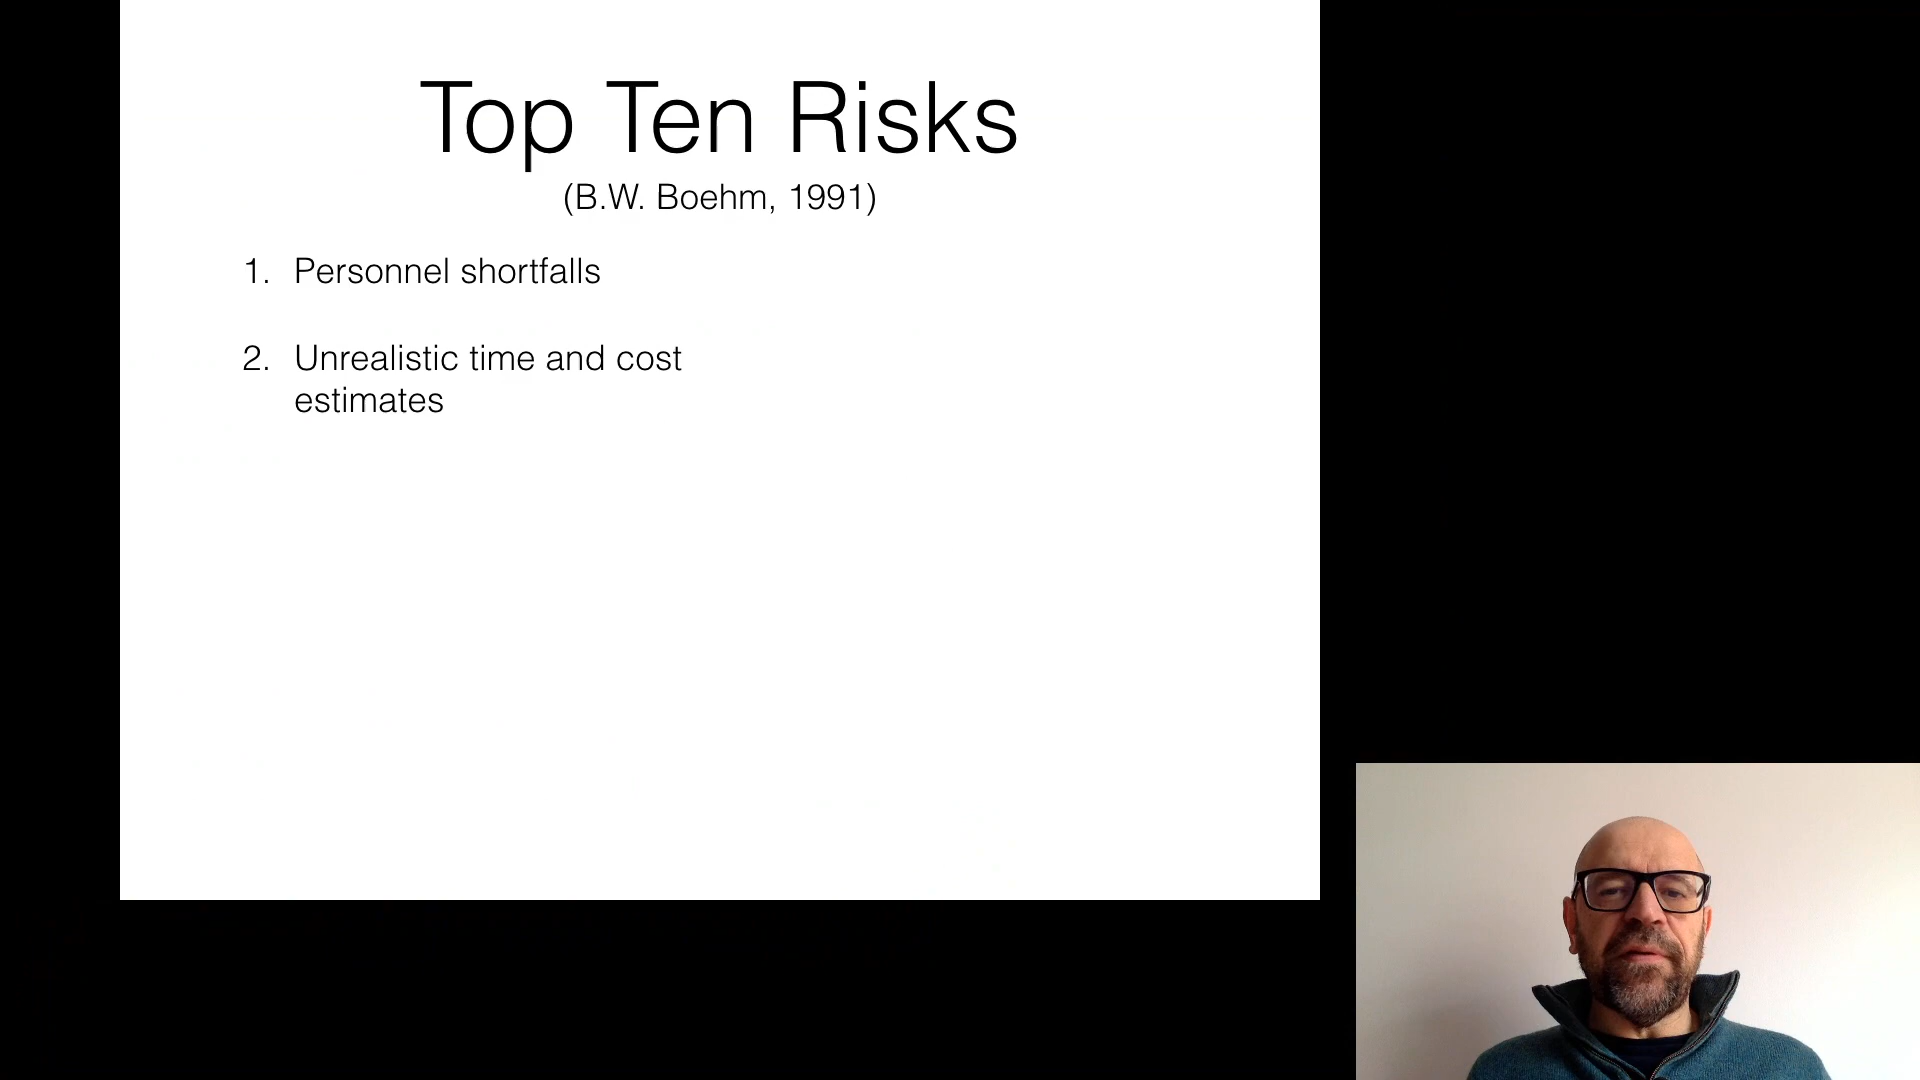 Top Ten Risks
(B.W. Boehm, 1991)
1. Personnel shortfalls
2. Unrealistic time and cost
estimates